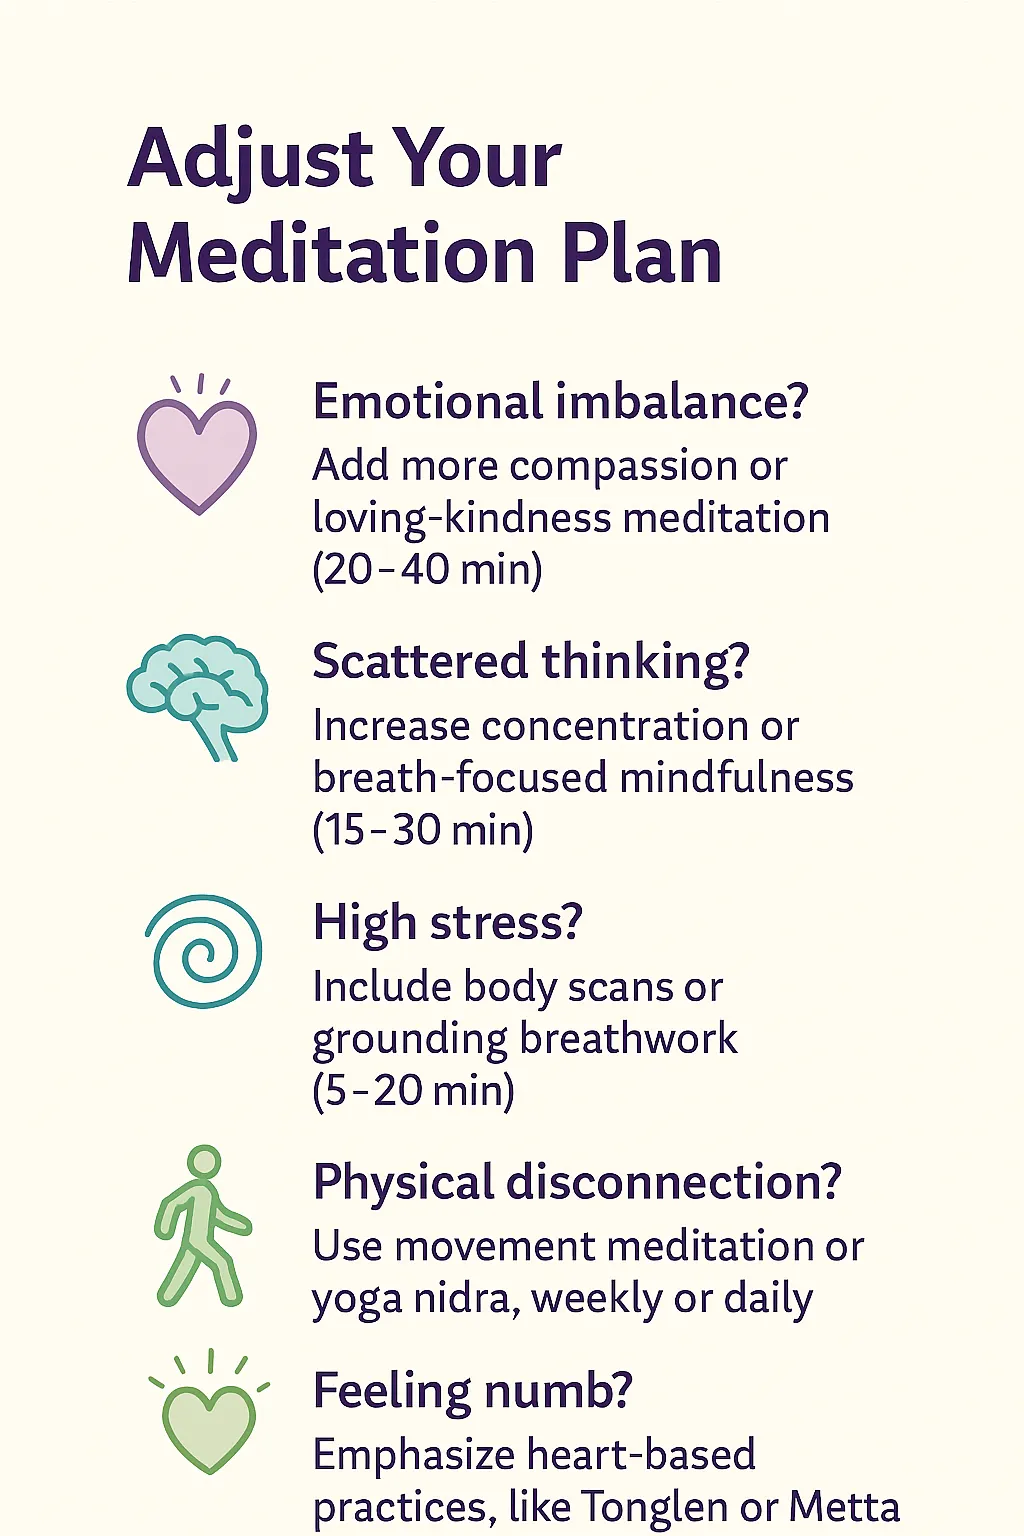 Adjust Your
Meditation Plan
Emotional imbalance?
Add more compassion or
loving-kindness meditation
(20–40 min)
Scattered thinking?
Increase concentration or
breath-focused mindfulness
(15–30 min)
High stress?
Include body scans or
grounding breathwork
(5–20 min)
Physical disconnection?
Use movement meditation or
yoga nidra, weekly or daily
Feeling numb?
Emphasize heart-based
practices, like Tonglen or Metta